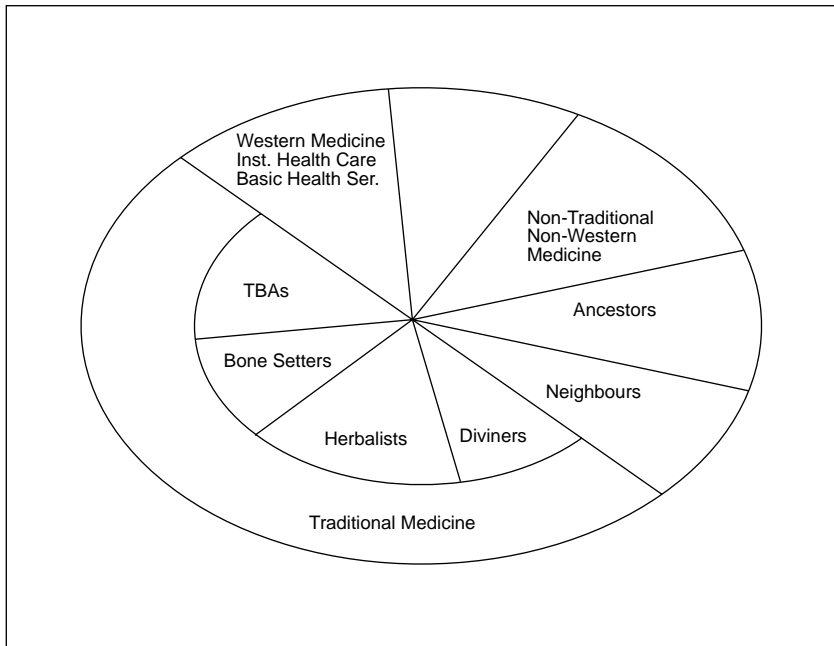 Western Medicine
Inst. Health Care
Basic Health Ser.
Non-Traditional
Non-Western
Medicine
TBAs
Ancestors
Bone Setters
Neighbours
Herbalists
Diviners
Traditional Medicine